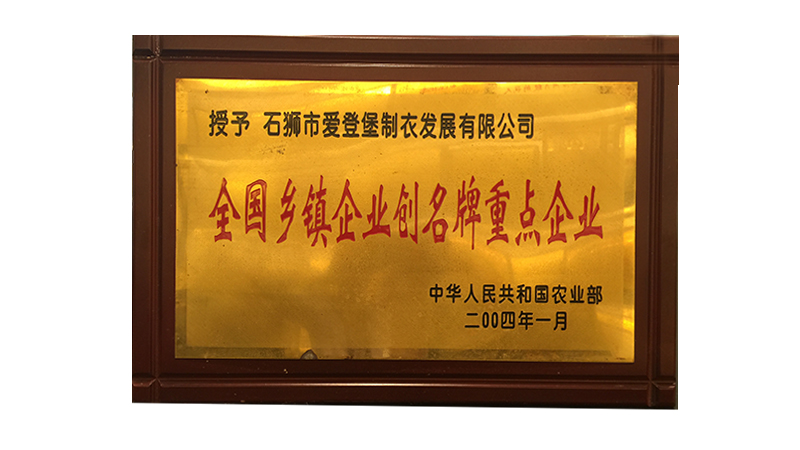 授予 石狮市爱登堡制衣发展有限公司
全国乡镇企业创名牌重点企业
中华人民共和国农业部
二00四年一月